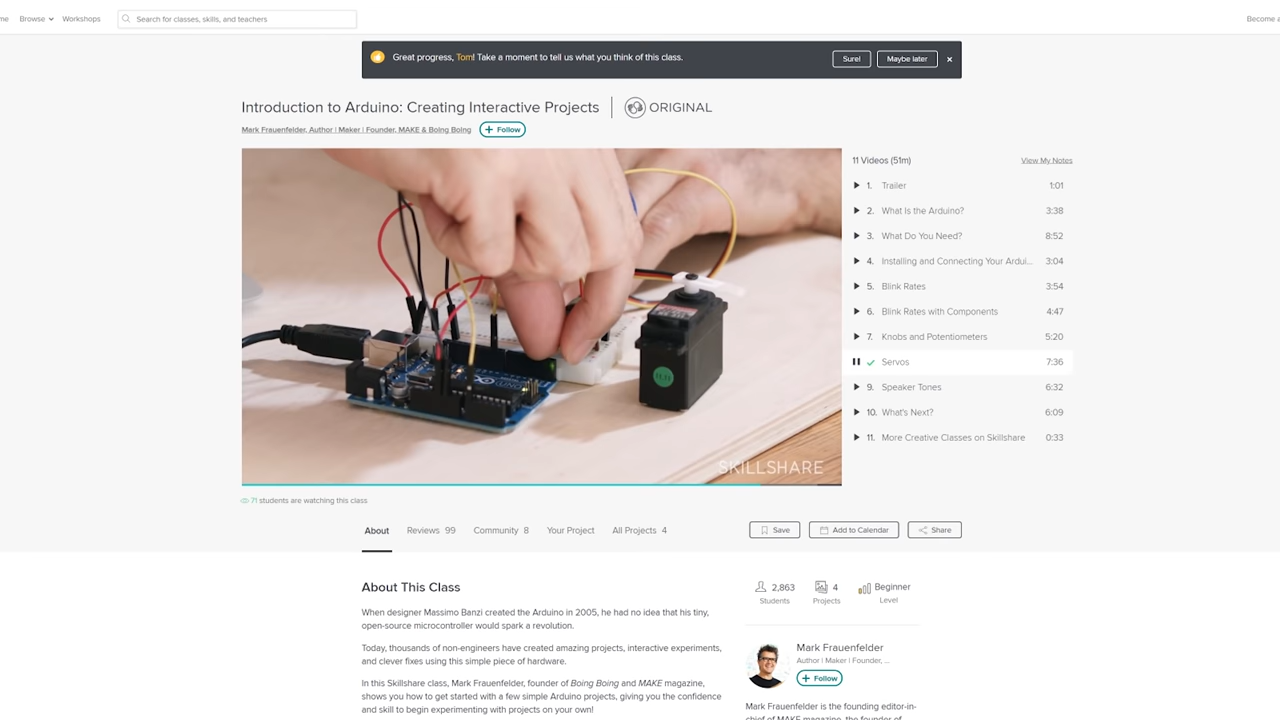 me Browse Workshops Search for classes, skills, and teachers Become a
Great progress, Tom! Take a moment to tell us what you think of this class. Sure! Maybe later ×
Introduction to Arduino: Creating Interactive Projects ORIGINAL
Mark Frauenfelder, Author | Maker | Founder, MAKE & Boing Boing + Follow
11 Videos (51m) View My Notes
1. Trailer 1:01
2. What Is the Arduino? 3:38
3. What Do You Need? 8:52
4. Installing and Connecting Your Ardui... 3:04
5. Blink Rates 3:54
6. Blink Rates with Components 4:47
7. Knobs and Potentiometers 5:20
Servos 7:36
9. Speaker Tones 6:32
10. What's Next? 6:09
11. More Creative Classes on Skillshare 0:33
SKILLSHARE
71 students are watching this class
About Reviews 99 Community 8 Your Project All Projects 4 Save Add to Calendar Share
About This Class
When designer Massimo Banzi created the Arduino in 2005, he had no idea that his tiny,
open-source microcontroller would spark a revolution.
Today, thousands of non-engineers have created amazing projects, interactive experiments,
and clever fixes using this simple piece of hardware.
In this Skillshare class, Mark Frauenfelder, founder of Boing Boing and MAKE magazine,
shows you how to get started with a few simple Arduino projects, giving you the confidence
and skill to begin experimenting with projects on your own!
2,863 4 Beginner
Students Projects Level
Mark Frauenfelder
Author | Maker | Founder, ...
+ Follow
Mark Frauenfelder is the founding editor-in-
chief of MAKE magazine, the founder of